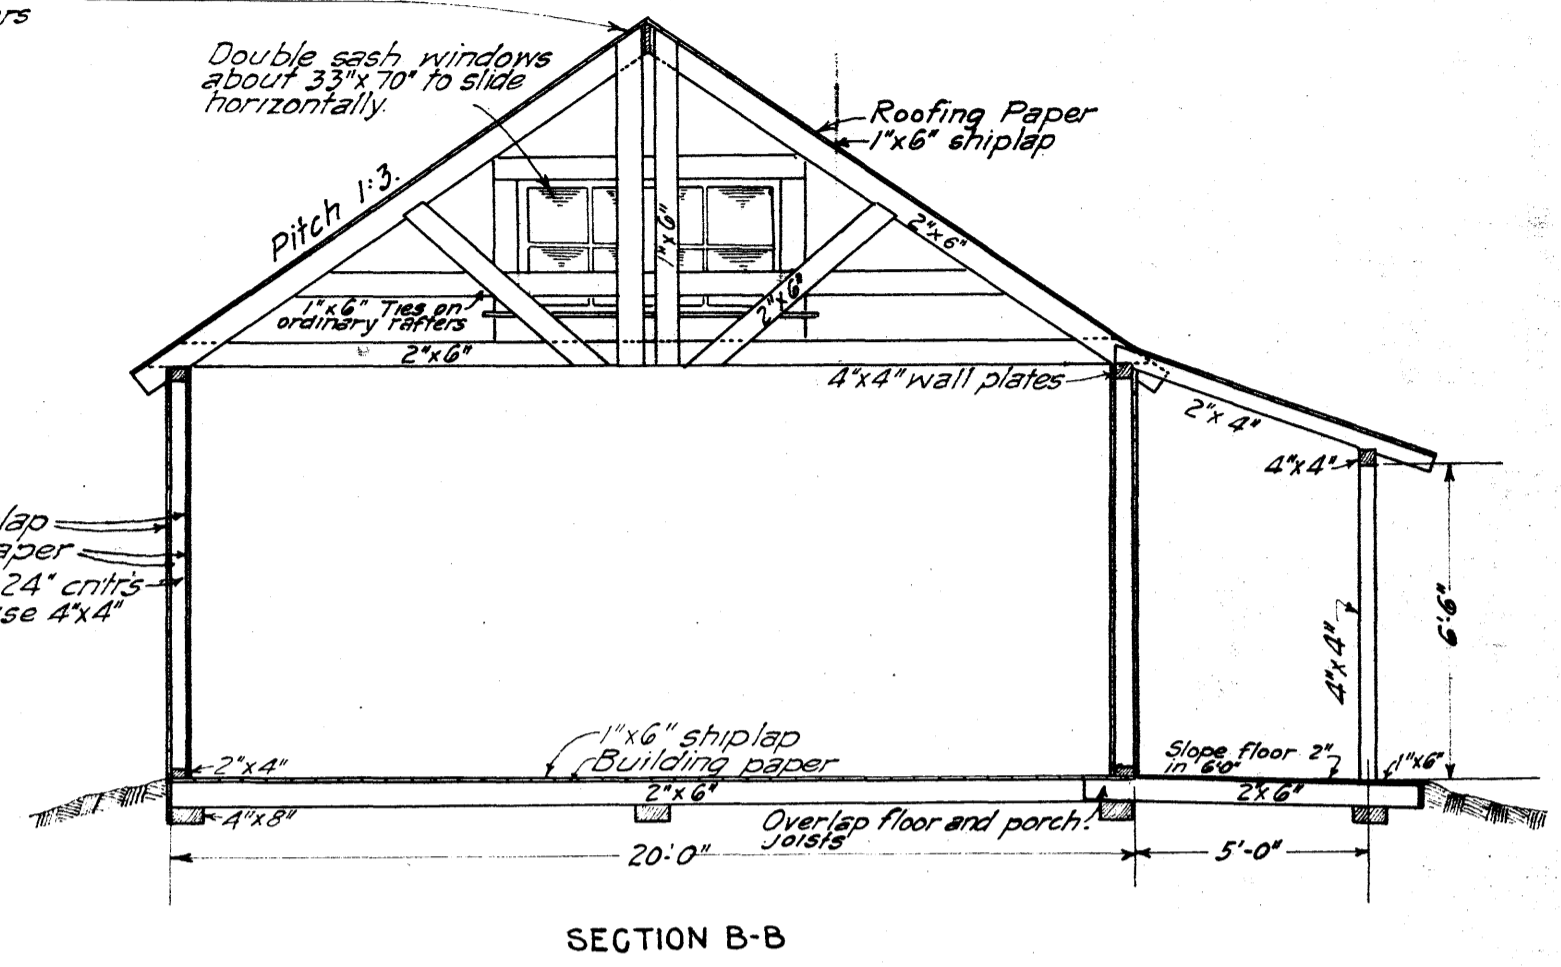 ers
Double sash windows
about 33"x70" to slide
horizontally.
Roofing Paper
1"x6" shiplap
Pitch 1:3.
1"x6"
2"x6"
2"x6"
1"x6" Ties on
ordinary rafters
2"x6"
4"x4" wall plates
2"x4"
4"x4"
lap
aper
24" cntr's
se 4"x4"
4"x4"
6'-6"
1"x6" shiplap
Building paper
2"x4"
Slope floor 2"
in 6'-0"
1"x6"
2"x6"
2"x6"
4"x8"
Overlap floor and porch
joists
20'-0"
5'-0"
SECTION B-B